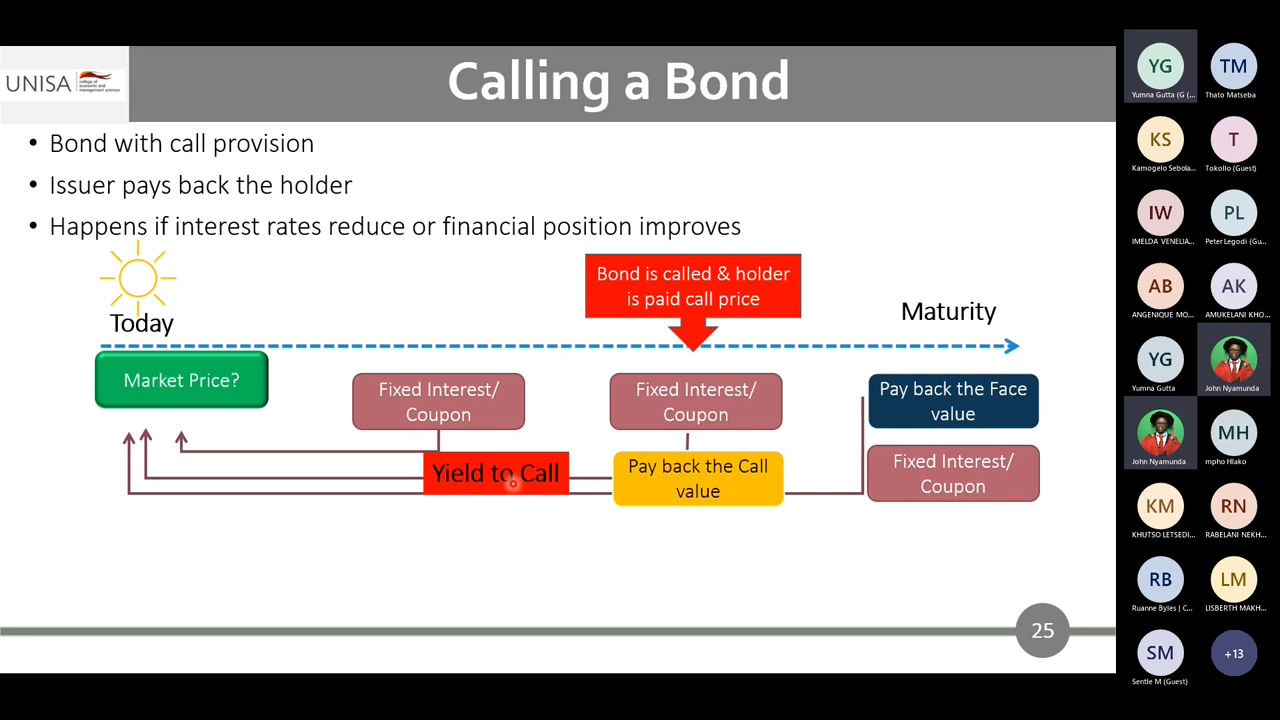 UNISA
college of
economic and
management sciences
Calling a Bond
• Bond with call provision
• Issuer pays back the holder
• Happens if interest rates reduce or financial position improves
Bond is called & holder
is paid call price
Today
Maturity
Market Price?
Fixed Interest/
Coupon
Fixed Interest/
Coupon
Pay back the Face
value
Yield to Call
Pay back the Call
value
Fixed Interest/
Coupon
25
YG
Yumna Gutta (G (...
TM
Thato Matseba
KS
Kamogelo Sebola...
T
Tokollo (Guest)
IW
IMELDA VENELIA...
PL
Peter Legodi (Gu...
AB
ANGENIQUE MO...
AK
AMUKELANI KHO...
YG
Yumna Gutta
John Nyamunda
John Nyamunda
MH
mpho Hlako
KM
KHUTSO LETSEDI...
RN
RABELANI NEKH...
RB
Ruanne Byles | C...
LM
LISBERTH MAKH...
SM
Sentle M (Guest)
+13